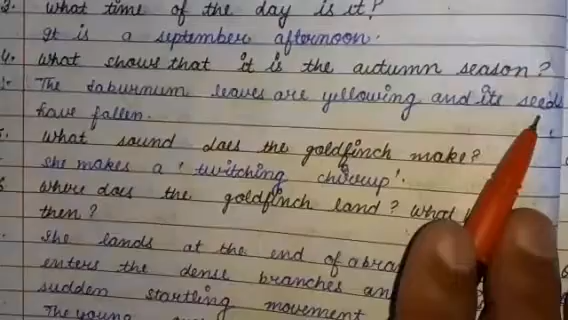 3. What time of the day is it?
It is a september afternoon.
4. What shows that it is the autumn season?
The laburnum leaves are yellowing and its seeds
have fallen.
What sound does the goldfinch make?
She makes a 'twitching chirrup'.
Where does the goldfinch land? What
then?
She lands at the end of a
enters the dense branches
sudden startling movement
The young